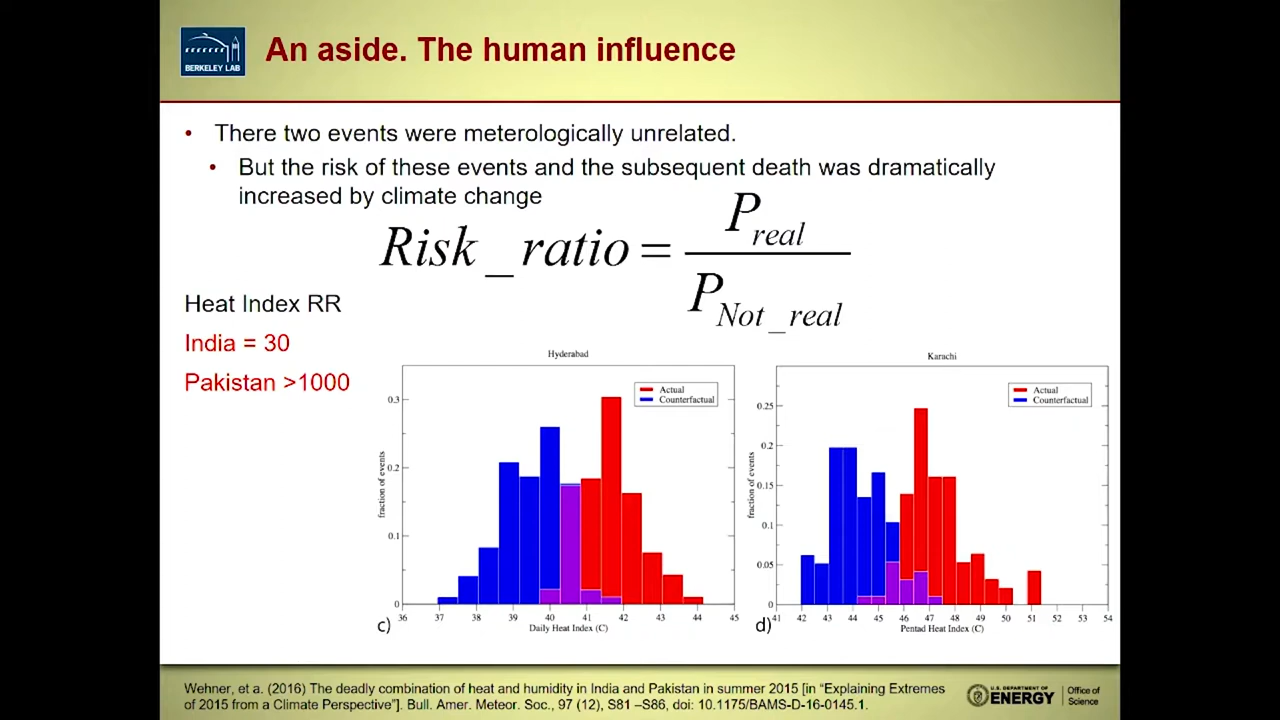 BERKELEY LAB
An aside. The human influence
• There two events were meterologically unrelated.
• But the risk of these events and the subsequent death was dramatically
increased by climate change
Risk_ratio = P_real / P_Not_real
Heat Index RR
India = 30
Pakistan >1000
Hyderabad
Actual
Counterfactual
fraction of events
0.3
0.2
0.1
0
36 37 38 39 40 41 42 43 44 45
Daily Heat Index (C)
c)
Karachi
Actual
Counterfactual
fraction of events
0.25
0.2
0.15
0.1
0.05
0
41 42 43 44 45 46 47 48 49 50 51 52 53 54
Pentad Heat Index (C)
d)
Wehner, et a. (2016) The deadly combination of heat and humidity in India and Pakistan in summer 2015 [in “Explaining Extremes
of 2015 from a Climate Perspective”]. Bull. Amer. Meteor. Soc., 97 (12), S81 –S86, doi: 10.1175/BAMS-D-16-0145.1.
U.S. DEPARTMENT OF
ENERGY
Office of
Science